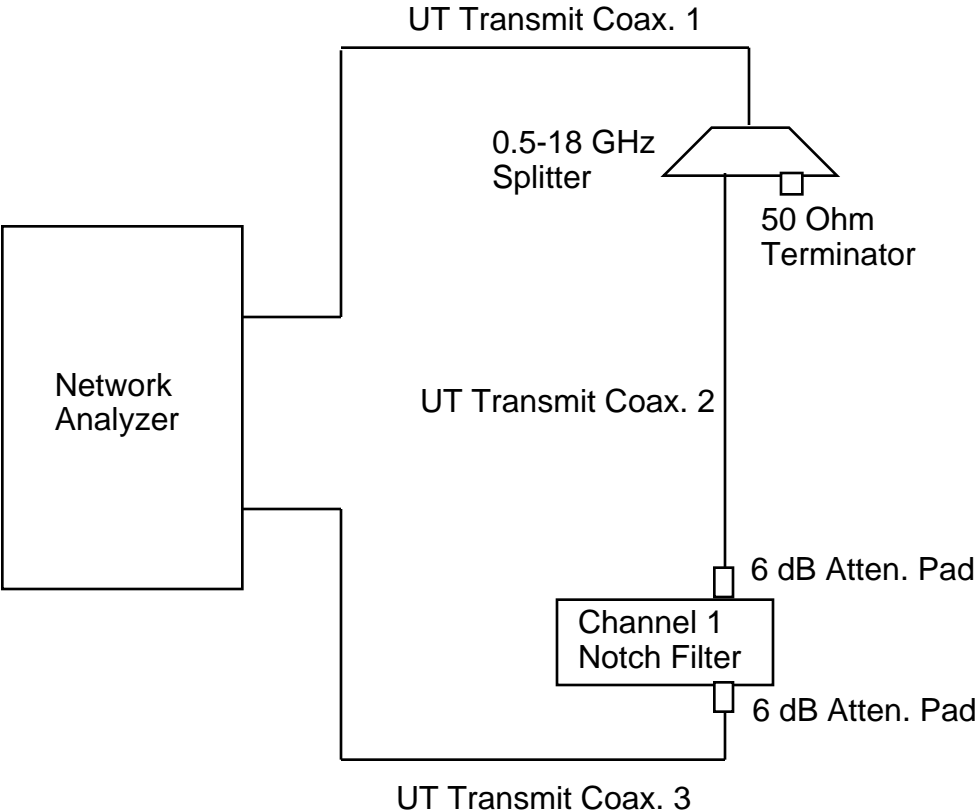 UT Transmit Coax. 1
0.5-18 GHz
Splitter
50 Ohm
Terminator
Network
Analyzer
UT Transmit Coax. 2
6 dB Atten. Pad
Channel 1
Notch Filter
6 dB Atten. Pad
UT Transmit Coax. 3